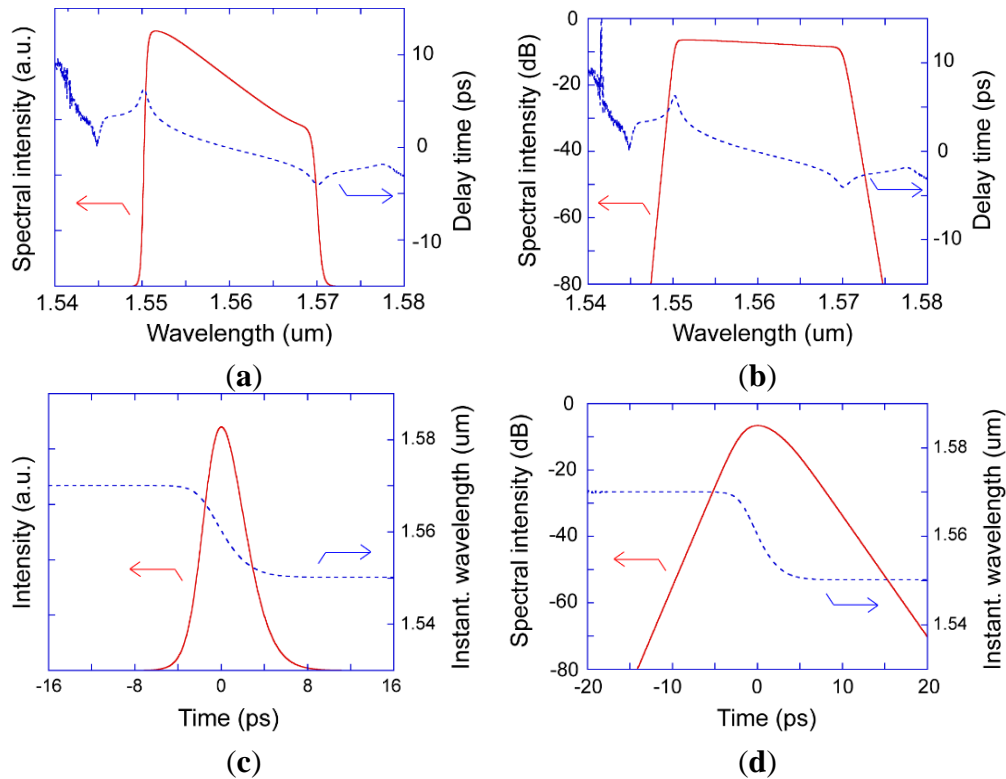 Spectral intensity (a.u.)
10
0
-10
Delay time (ps)
1.54 1.55 1.56 1.57 1.58
Wavelength (um)
(a)
Spectral intensity (dB)
0
-20
-40
-60
-80
10
0
-10
Delay time (ps)
1.54 1.55 1.56 1.57 1.58
Wavelength (um)
(b)
Intensity (a.u.)
1.58
1.56
1.54
Instant. wavelength (um)
-16 -8 0 8 16
Time (ps)
(c)
Spectral intensity (dB)
0
-20
-40
-60
-80
1.58
1.56
1.54
Instant. wavelength (um)
-20 -10 0 10 20
Time (ps)
(d)